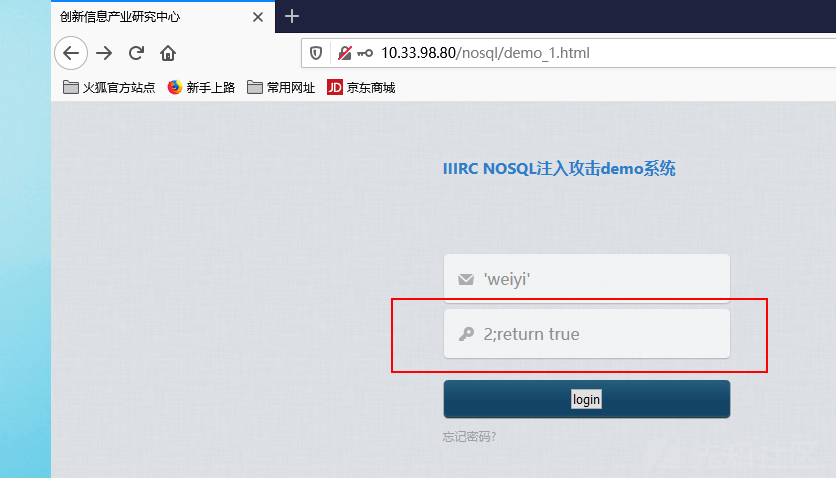 创新信息产业研究中心
10.33.98.80/nosql/demo_1.html
火狐官方站点 新手上路 常用网址 JD 京东商城
IIIRC NOSQL注入攻击demo系统
'weiyi'
2;return true
login
忘记密码?
先知社区